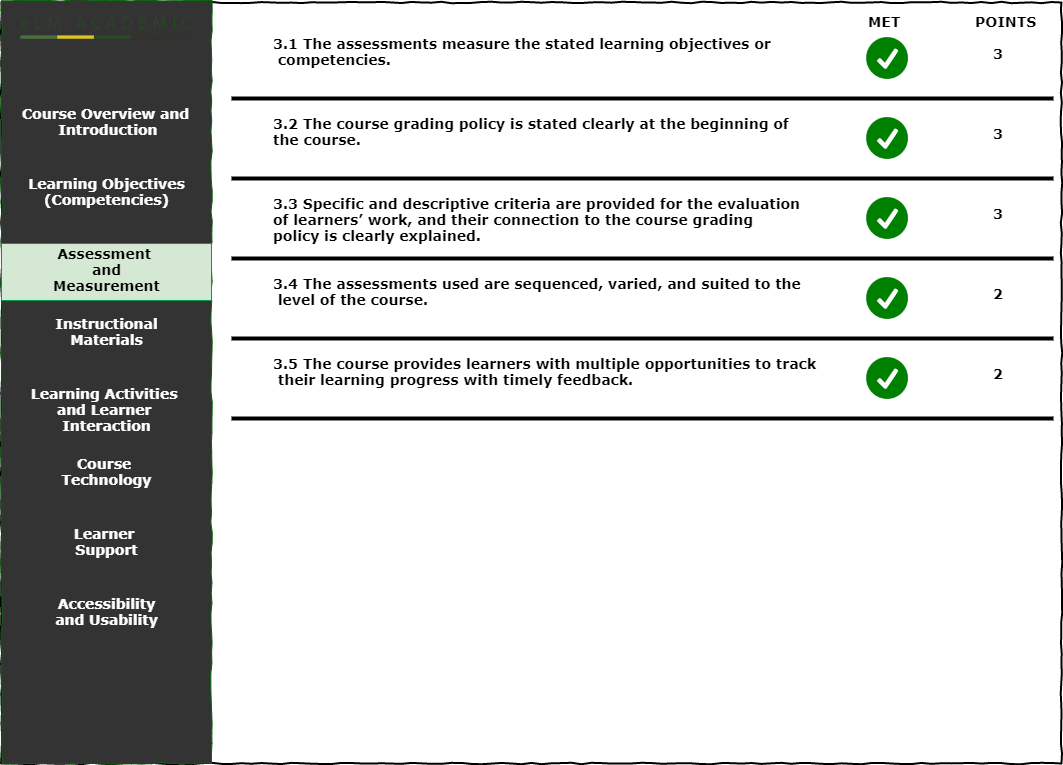 eLM ACADEMIC
Course Overview and
Introduction
Learning Objectives
(Competencies)
Assessment
and
Measurement
Instructional
Materials
Learning Activities
and Learner
Interaction
Course
Technology
Learner
Support
Accessibility
and Usability
MET POINTS
3.1 The assessments measure the stated learning objectives or
competencies.
3
3.2 The course grading policy is stated clearly at the beginning of
the course.
3
3.3 Specific and descriptive criteria are provided for the evaluation
of learners’ work, and their connection to the course grading
policy is clearly explained.
3
3.4 The assessments used are sequenced, varied, and suited to the
level of the course.
2
3.5 The course provides learners with multiple opportunities to track
their learning progress with timely feedback.
2